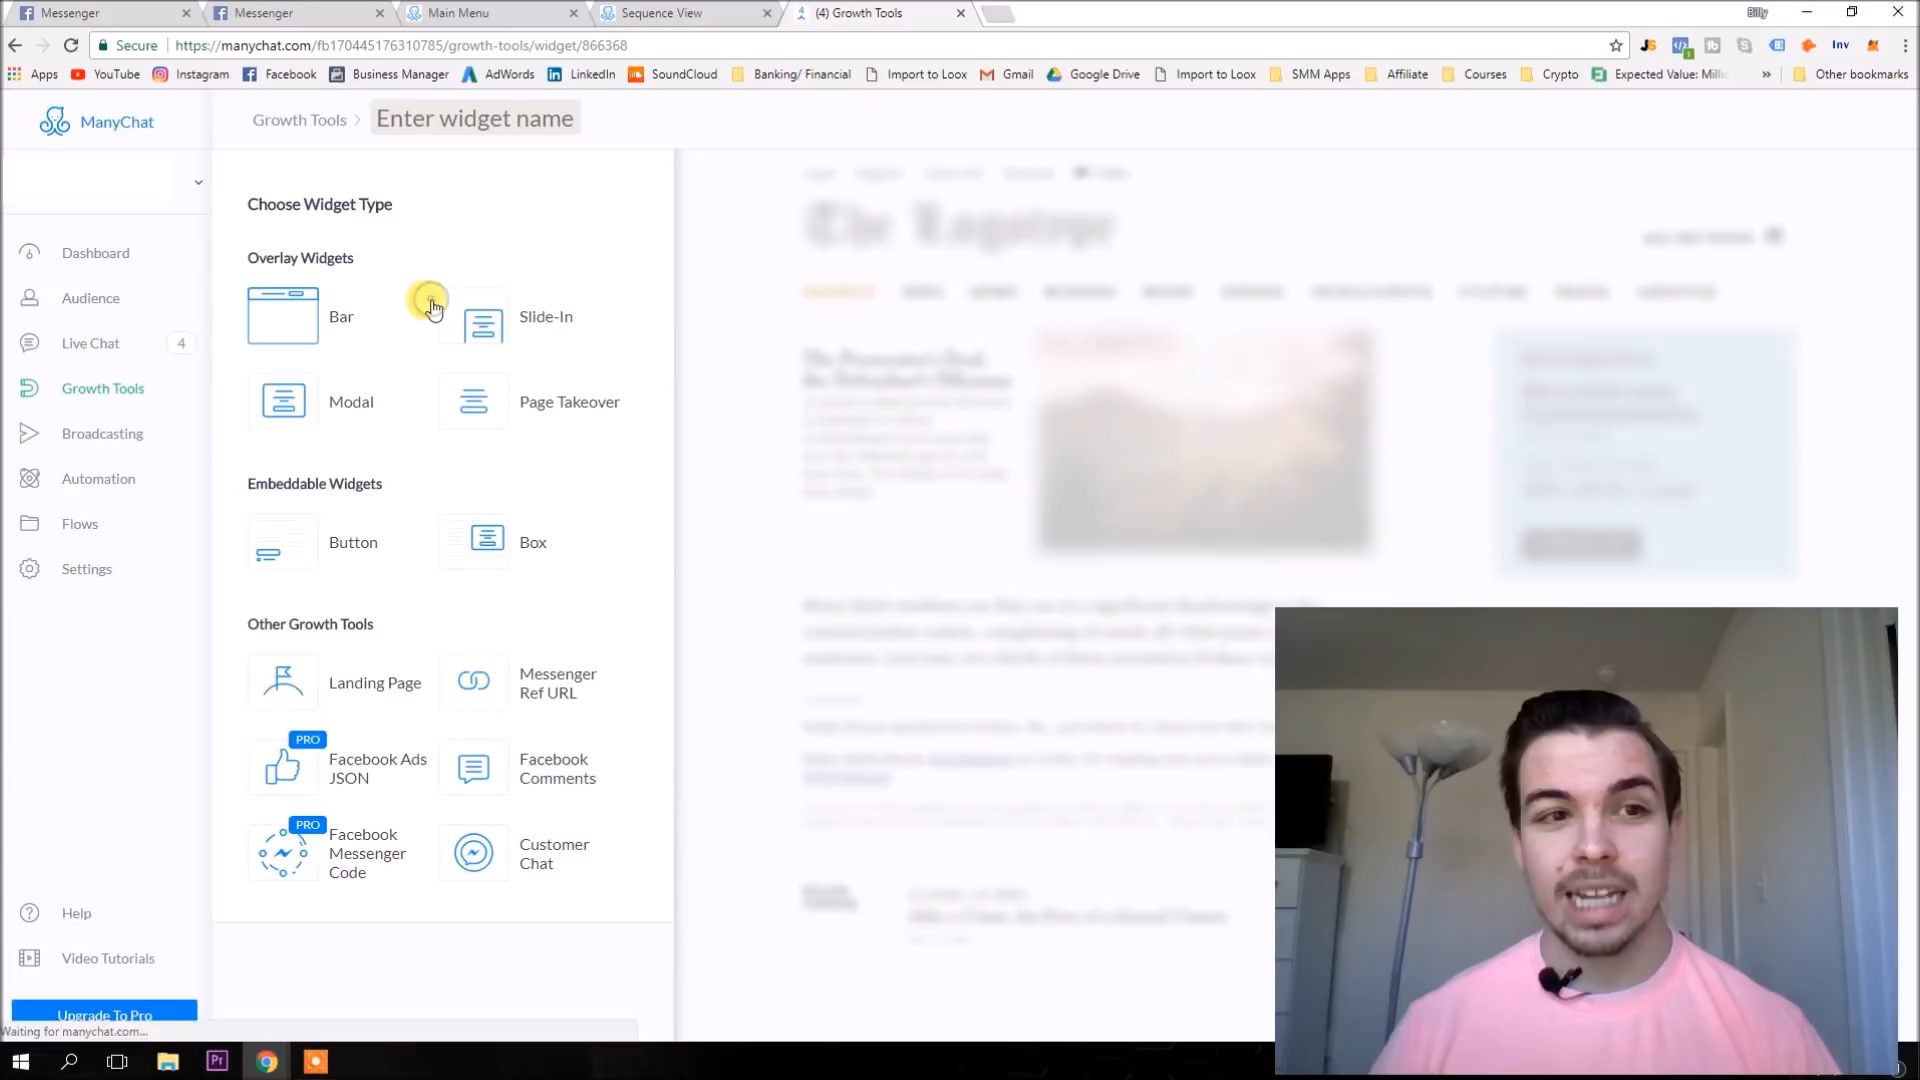 Messenger
Messenger
Main Menu
Sequence View
(4) Growth Tools
Billy
Secure
https://manychat.com/fb170445176310785/growth-tools/widget/866368
Inv
Apps
YouTube
Instagram
Facebook
Business Manager
AdWords
LinkedIn
SoundCloud
Banking/ Financial
Import to Loox
Gmail
Google Drive
Import to Loox
SMM Apps
Affiliate
Courses
Crypto
Expected Value: Milli
»
Other bookmarks
ManyChat
Growth Tools
Enter widget name
Dashboard
Audience
Live Chat
4
Growth Tools
Broadcasting
Automation
Flows
Settings
Help
Video Tutorials
Upgrade To Pro
Waiting for manychat.com...
Choose Widget Type
Overlay Widgets
Bar
Slide-In
Modal
Page Takeover
Embeddable Widgets
Button
Box
Other Growth Tools
Landing Page
Messenger
Ref URL
PRO
Facebook Ads
JSON
Facebook
Comments
PRO
Facebook
Messenger
Code
Customer
Chat
The Logotype
Pr